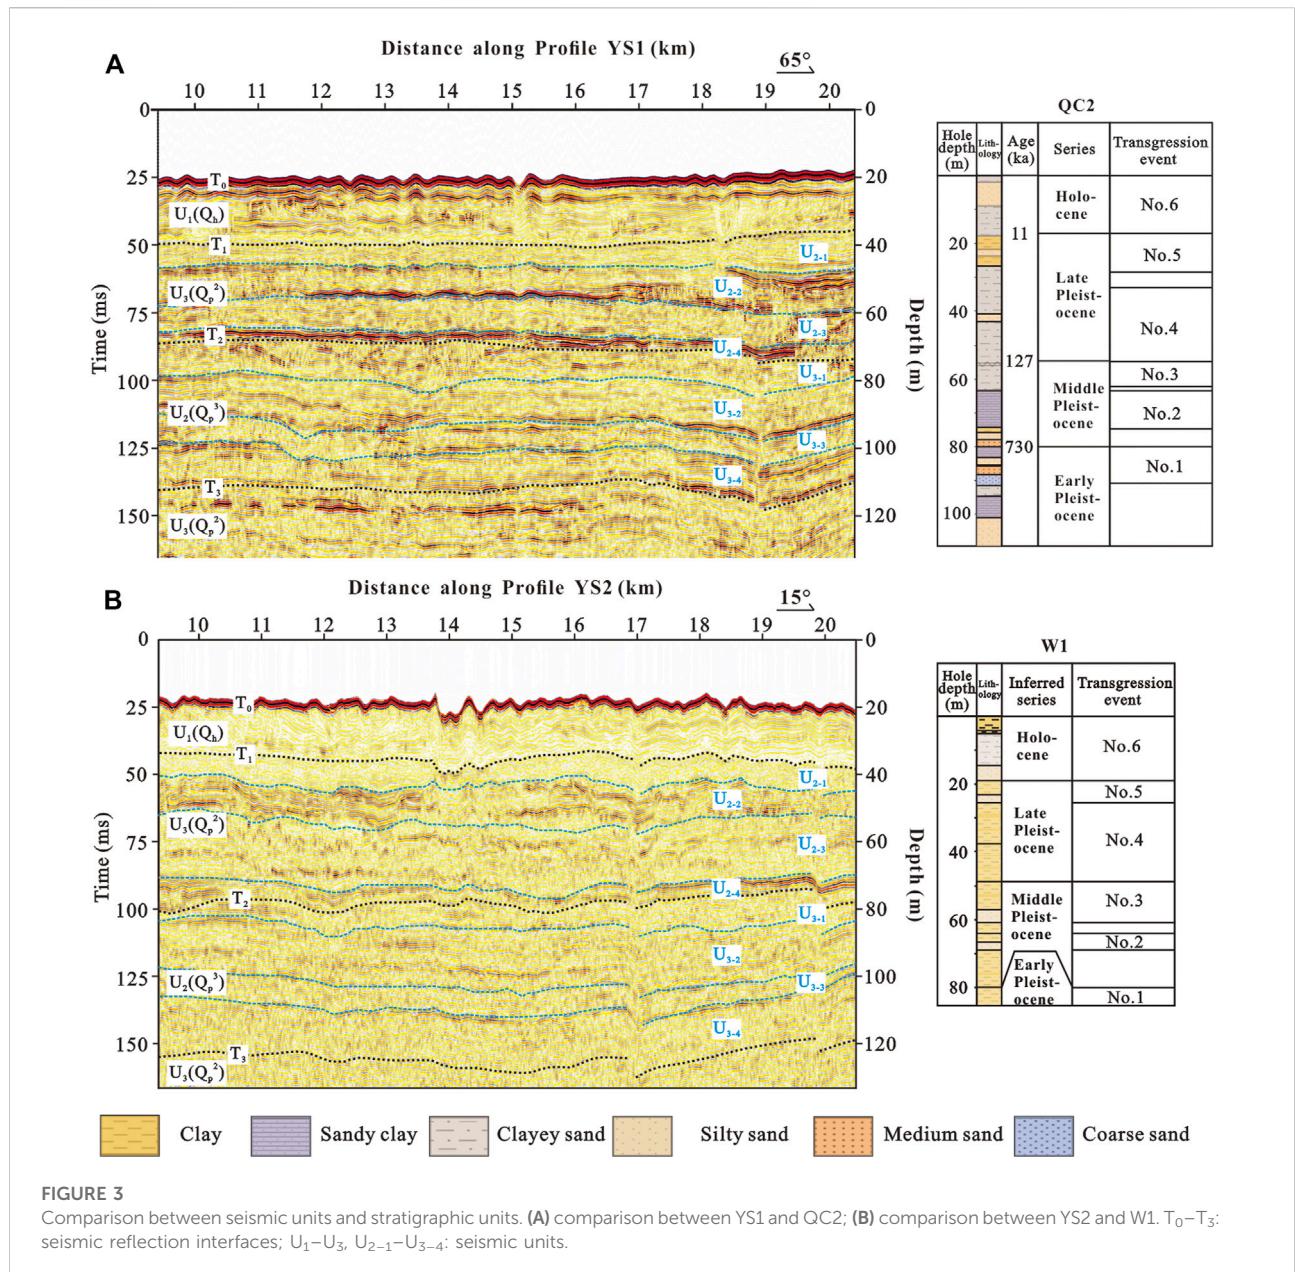 A
Distance along Profile YS1 (km)
65°
10 11 12 13 14 15 16 17 18 19 20
0
25
50
75
100
125
150
Time (ms)
0
20
40
60
80
100
120
Depth (m)
T₀
U₁(Qₕ)
T₁
U₃(Qₚ²)
T₂
U₂(Qₚ³)
T₃
U₃(Qₚ²)
U₂₋₁
U₂₋₂
U₂₋₃
U₂₋₄
U₃₋₁
U₃₋₂
U₃₋₃
U₃₋₄
QC2
Hole depth (m)
Lith-ology
Age (ka)
Series
Transgression event
20
40
60
80
100
11
127
730
Holo-
cene
Late
Pleist-
ocene
Middle
Pleist-
ocene
Early
Pleist-
ocene
No.6
No.5
No.4
No.3
No.2
No.1
B
Distance along Profile YS2 (km)
15°
10 11 12 13 14 15 16 17 18 19 20
0
25
50
75
100
125
150
Time (ms)
0
20
40
60
80
100
120
Depth (m)
T₀
U₁(Qₕ)
T₁
U₃(Qₚ²)
T₂
U₂(Qₚ³)
T₃
U₃(Qₚ²)
U₂₋₁
U₂₋₂
U₂₋₃
U₂₋₄
U₃₋₁
U₃₋₂
U₃₋₃
U₃₋₄
W1
Hole depth (m)
Lith-ology
Inferred series
Transgression event
20
40
60
80
Holo-
cene
Late
Pleist-
ocene
Middle
Pleist-
ocene
Early
Pleist-
ocene
No.6
No.5
No.4
No.3
No.2
No.1
Clay Sandy clay Clayey sand Silty sand Medium sand Coarse sand
FIGURE 3
Comparison between seismic units and stratigraphic units. (A) comparison between YS1 and QC2; (B) comparison between YS2 and W1. T₀–T₃:
seismic reflection interfaces; U₁–U₃, U₂₋₁–U₃₋₄: seismic units.